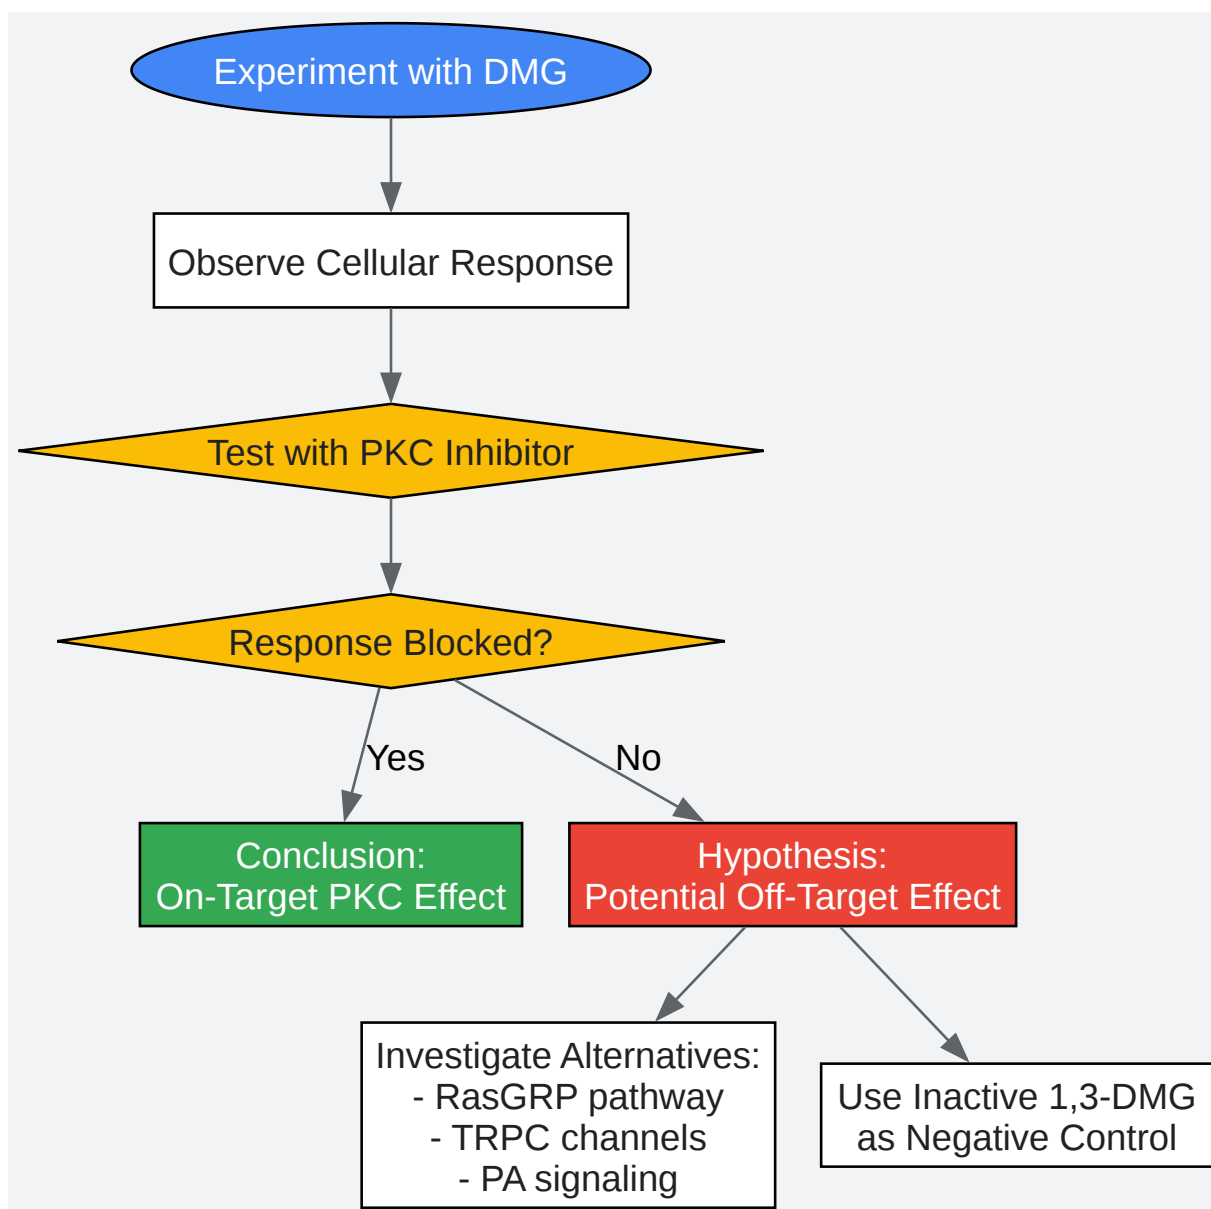 Experiment with DMG
Observe Cellular Response
Test with PKC Inhibitor
Response Blocked?
Yes
No
Conclusion:
On-Target PKC Effect
Hypothesis:
Potential Off-Target Effect
Investigate Alternatives:
- RasGRP pathway
- TRPC channels
- PA signaling
Use Inactive 1,3-DMG
as Negative Control